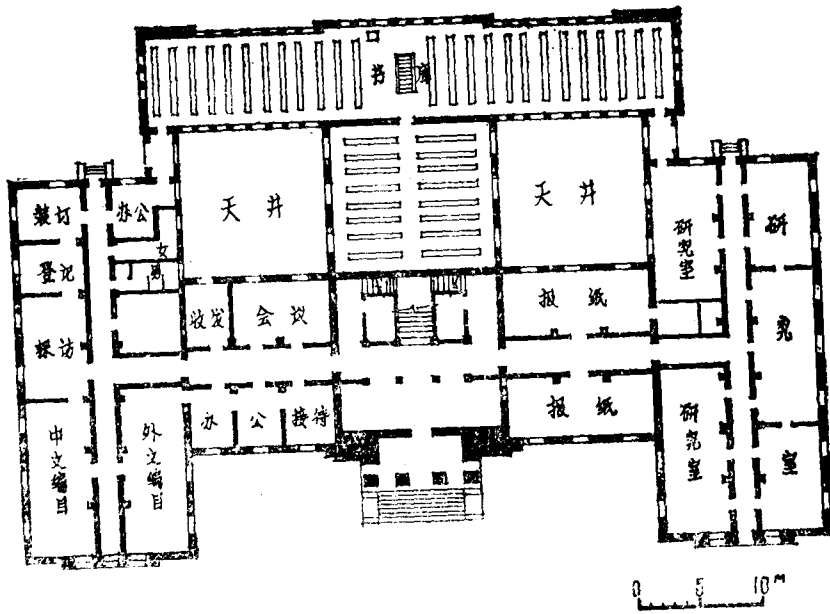 书库
天井
天井
装订
办公
女
男
登记
采访
收发
会议
报纸
研究室
研
究
室
中文编目
外文编目
办公
接待
报纸
研究室
0 5 10 M